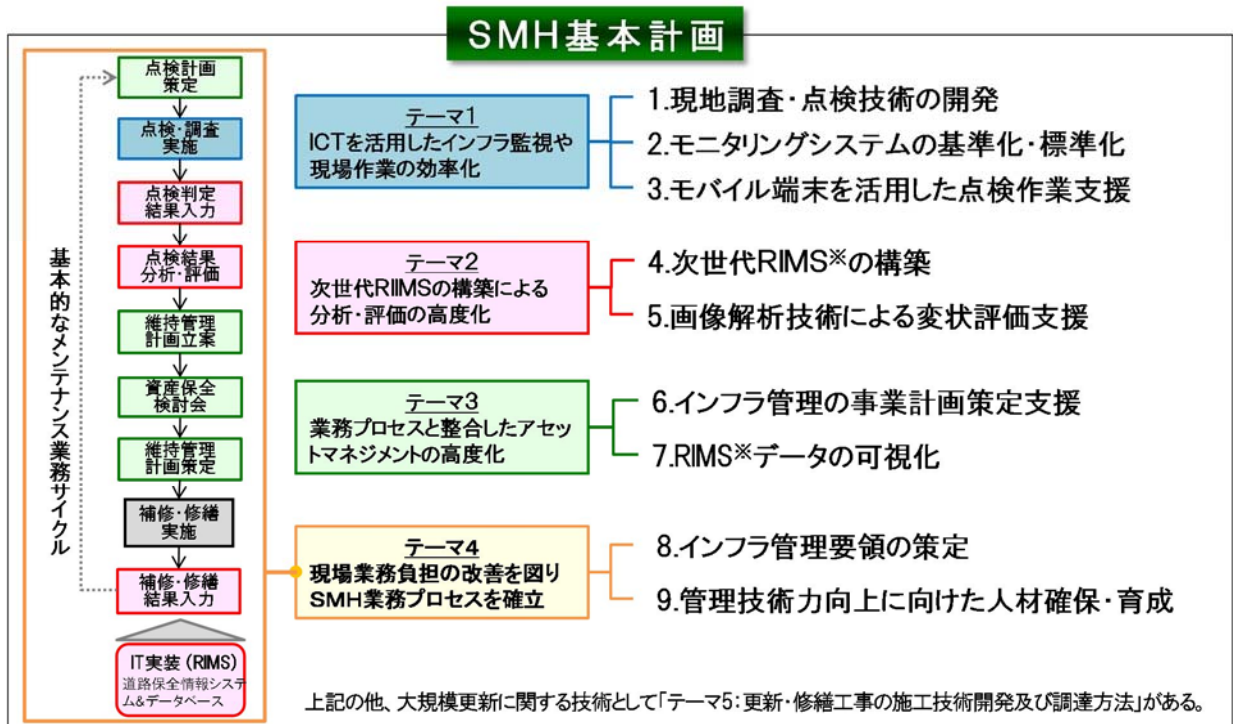 SMH基本計画
基本的なメンテナンス業務サイクル
点検計画
策定
点検・調査
実施
点検判定
結果入力
点検結果
分析・評価
維持管理
計画立案
資産保全
検討会
維持管理
計画策定
補修・修繕
実施
補修・修繕
結果入力
IT実装（RIMS）
道路保全情報システ
ム&データベース
テーマ1
ICTを活用したインフラ監視や
現場作業の効率化
1.現地調査・点検技術の開発
2.モニタリングシステムの基準化・標準化
3.モバイル端末を活用した点検作業支援
テーマ2
次世代RIIMSの構築による
分析・評価の高度化
4.次世代RIMS※の構築
5.画像解析技術による変状評価支援
テーマ3
業務プロセスと整合したアセッ
トマネジメントの高度化
6.インフラ管理の事業計画策定支援
7.RIMS※データの可視化
テーマ4
現場業務負担の改善を図り
SMH業務プロセスを確立
8.インフラ管理要領の策定
9.管理技術力向上に向けた人材確保・育成
上記の他、大規模更新に関する技術として「テーマ5：更新・修繕工事の施工技術開発及び調達方法」がある。